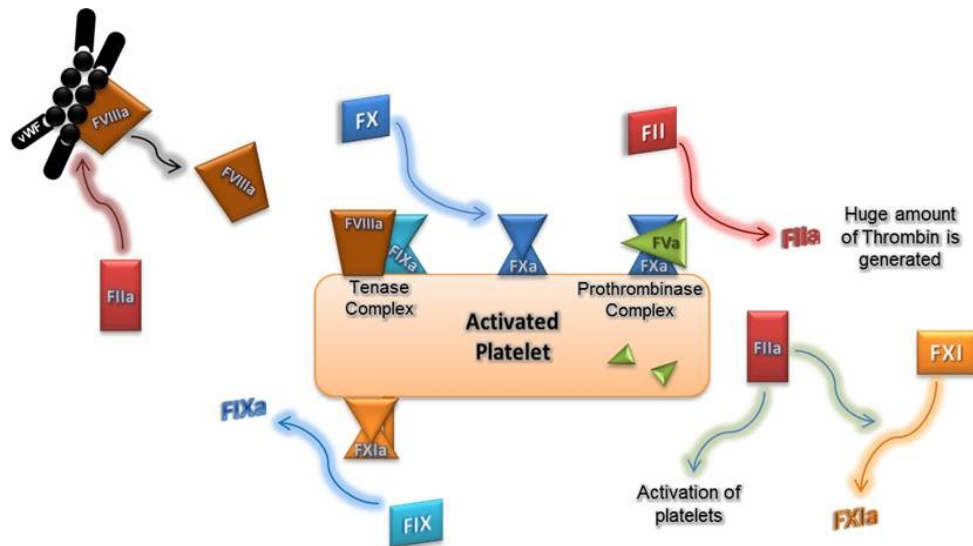 vWF
FVIIIa
FVIIIa
FIIa
FX
FII
FIIa
Huge amount
of Thrombin is
generated
FVIIIa
FIXa
FXa
FVa
FXa
Tenase
Complex
Prothrombinase
Complex
Activated
Platelet
FIIa
FXI
FIXa
FXIa
FIX
Activation of
platelets
FXIa